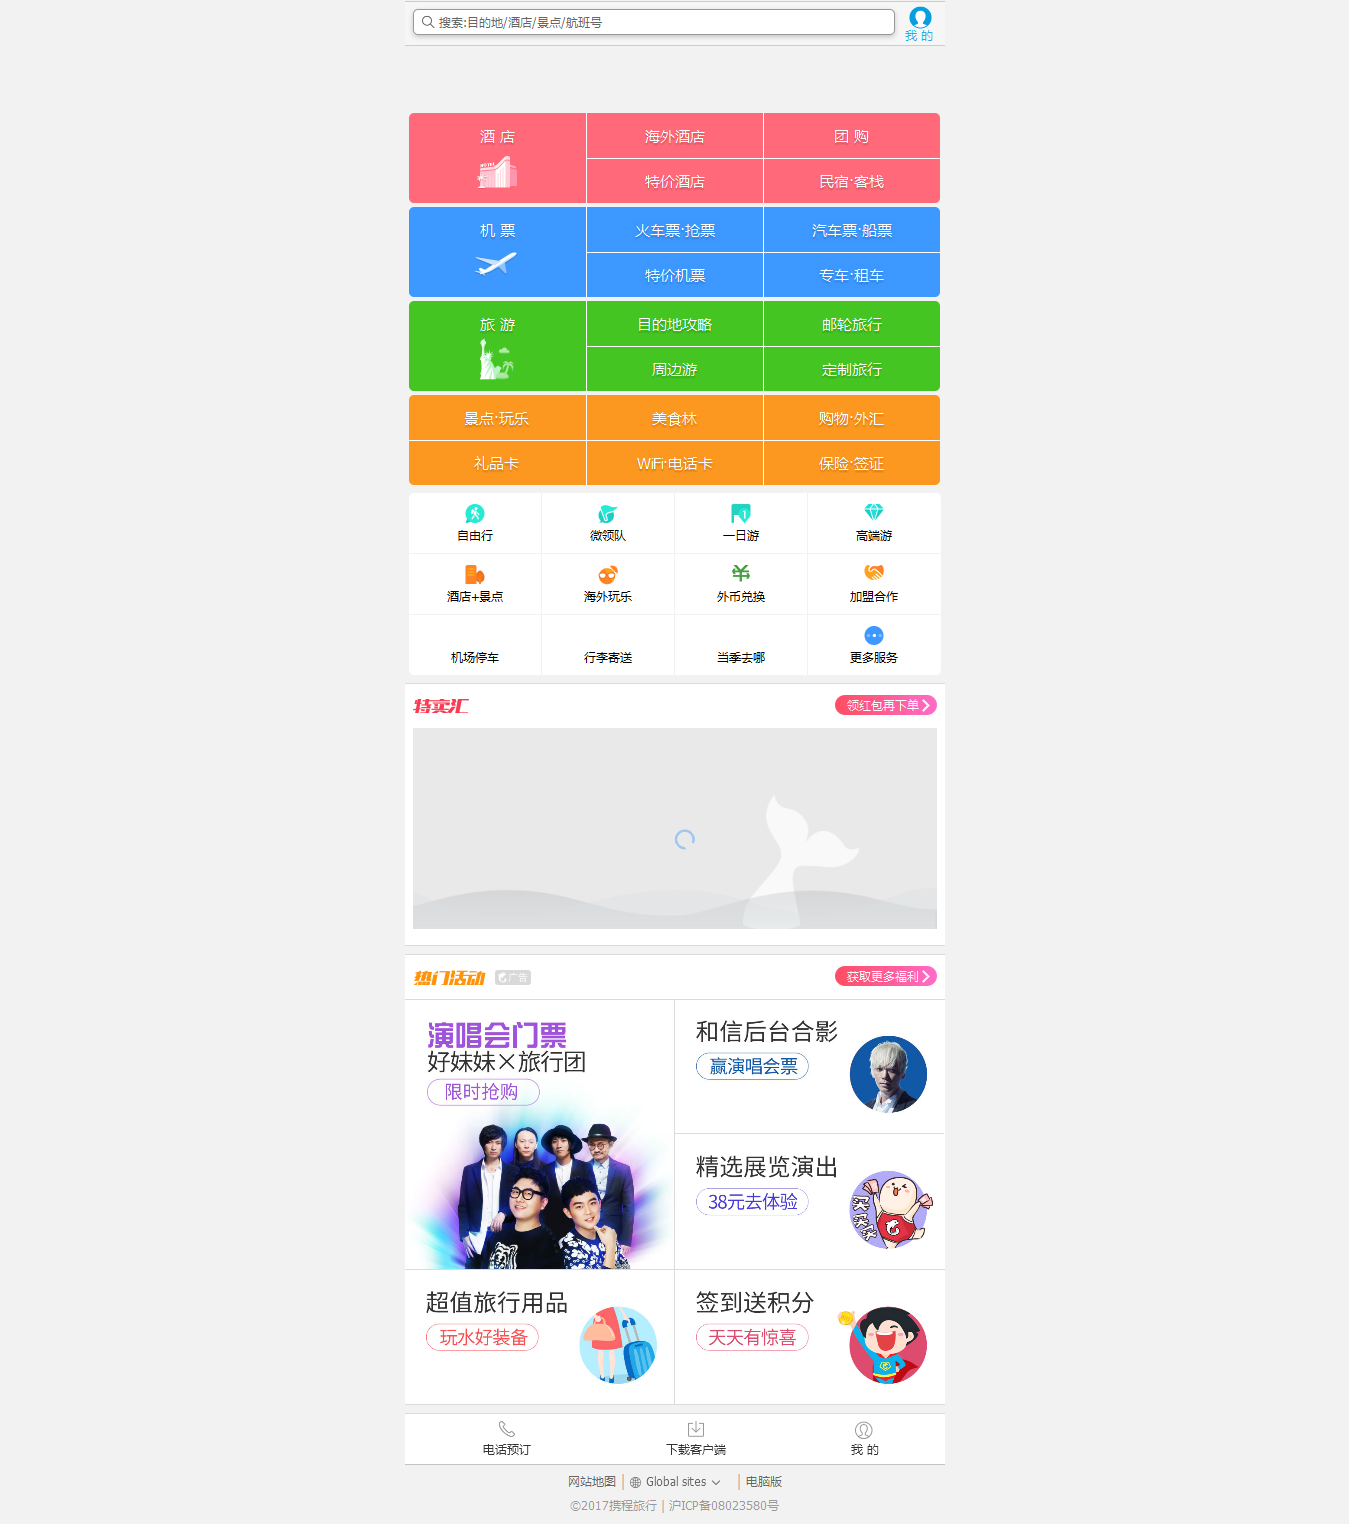 搜索:目的地/酒店/景点/航班号
我 的
酒 店
海外酒店
团 购
HOTEL
特价酒店
民宿·客栈
机 票
火车票·抢票
汽车票·船票
特价机票
专车·租车
旅 游
目的地攻略
邮轮旅行
周边游
定制旅行
景点·玩乐
美食林
购物·外汇
礼品卡
WiFi·电话卡
保险·签证
自由行
微领队
一日游
高端游
酒店+景点
海外玩乐
外币兑换
加盟合作
机场停车
行李寄送
当季去哪
更多服务
特卖汇
领红包再下单
热门活动
广告
获取更多福利
演唱会门票
好妹妹×旅行团
限时抢购
和信后台合影
赢演唱会票
精选展览演出
38元去体验
超值旅行用品
玩水好装备
签到送积分
天天有惊喜
电话预订
下载客户端
我 的
网站地图 | Global sites | 电脑版
©2017携程旅行 | 沪ICP备08023580号